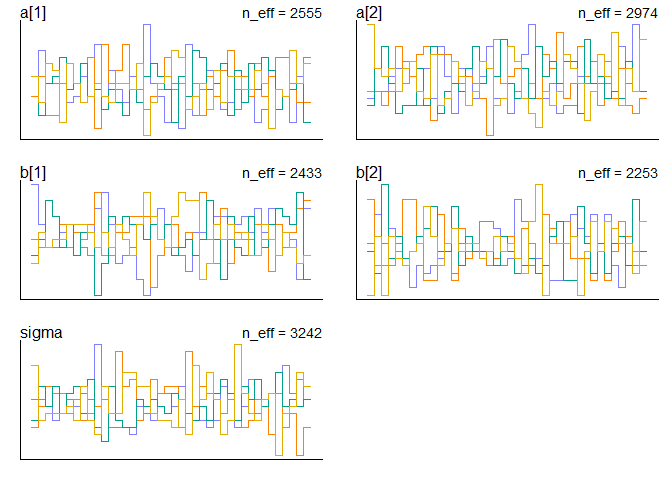 a[1] n_eff = 2555
a[2] n_eff = 2974
b[1] n_eff = 2433
b[2] n_eff = 2253
sigma n_eff = 3242